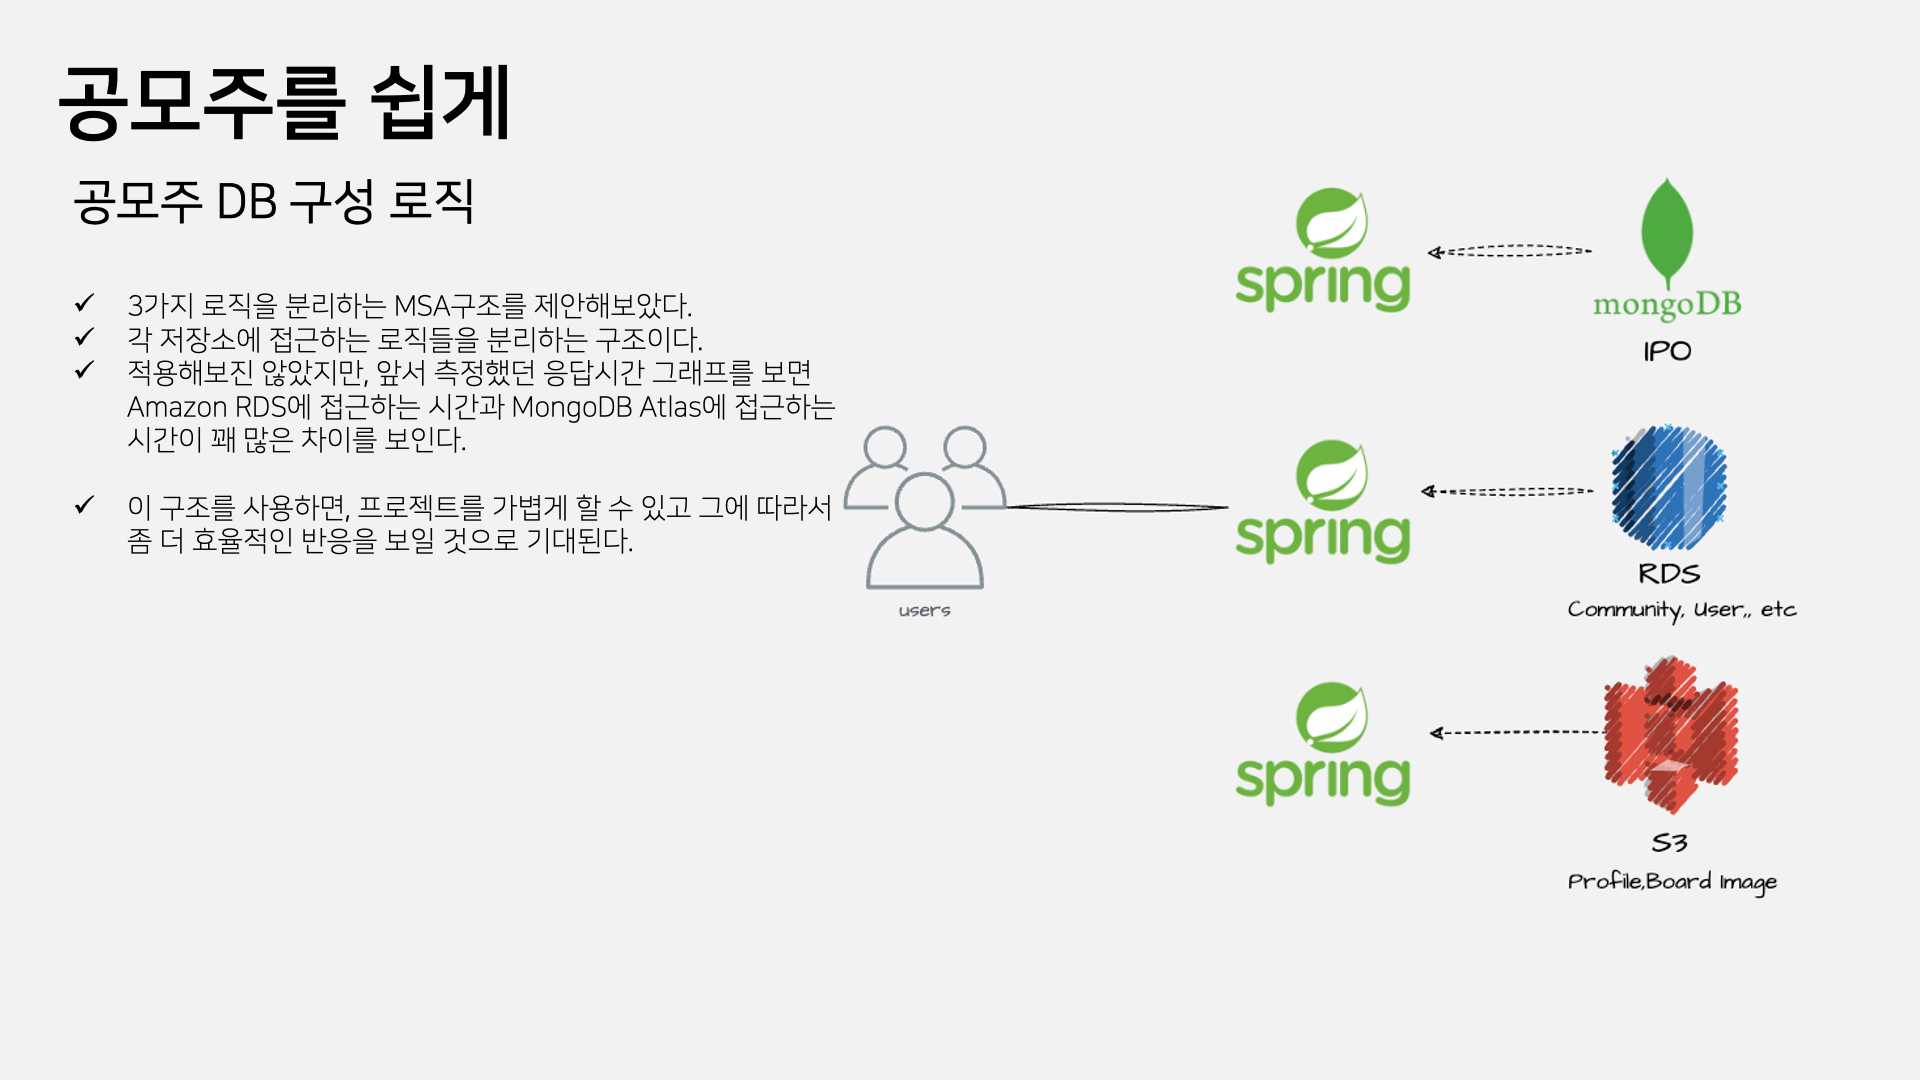 공모주를 쉽게
공모주 DB 구성 로직
3가지 로직을 분리하는 MSA구조를 제안해보았다.
각 저장소에 접근하는 로직들을 분리하는 구조이다.
적용해보진 않았지만, 앞서 측정했던 응답시간 그래프를 보면
Amazon RDS에 접근하는 시간과 MongoDB Atlas에 접근하는
시간이 꽤 많은 차이를 보인다.
이 구조를 사용하면, 프로젝트를 가볍게 할 수 있고 그에 따라서
좀 더 효율적인 반응을 보일 것으로 기대된다.
users
spring
mongoDB
IPO
spring
RDS
Community, User,, etc
spring
S3
Profile,Board Image